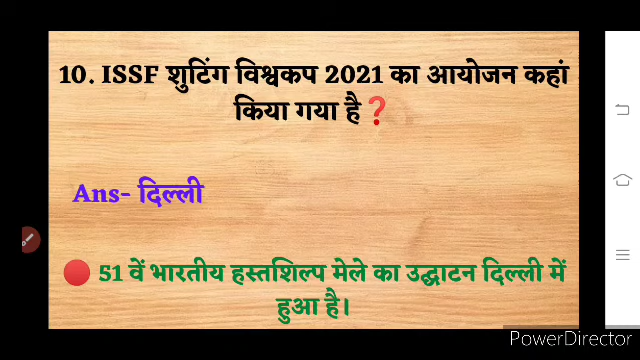 10. ISSF शुटिंग विश्वकप 2021 का आयोजन कहां
किया गया है❓
Ans- दिल्ली
🔴 51 वें भारतीय हस्तशिल्प मेले का उद्घाटन दिल्ली में
हुआ है।
PowerDirector